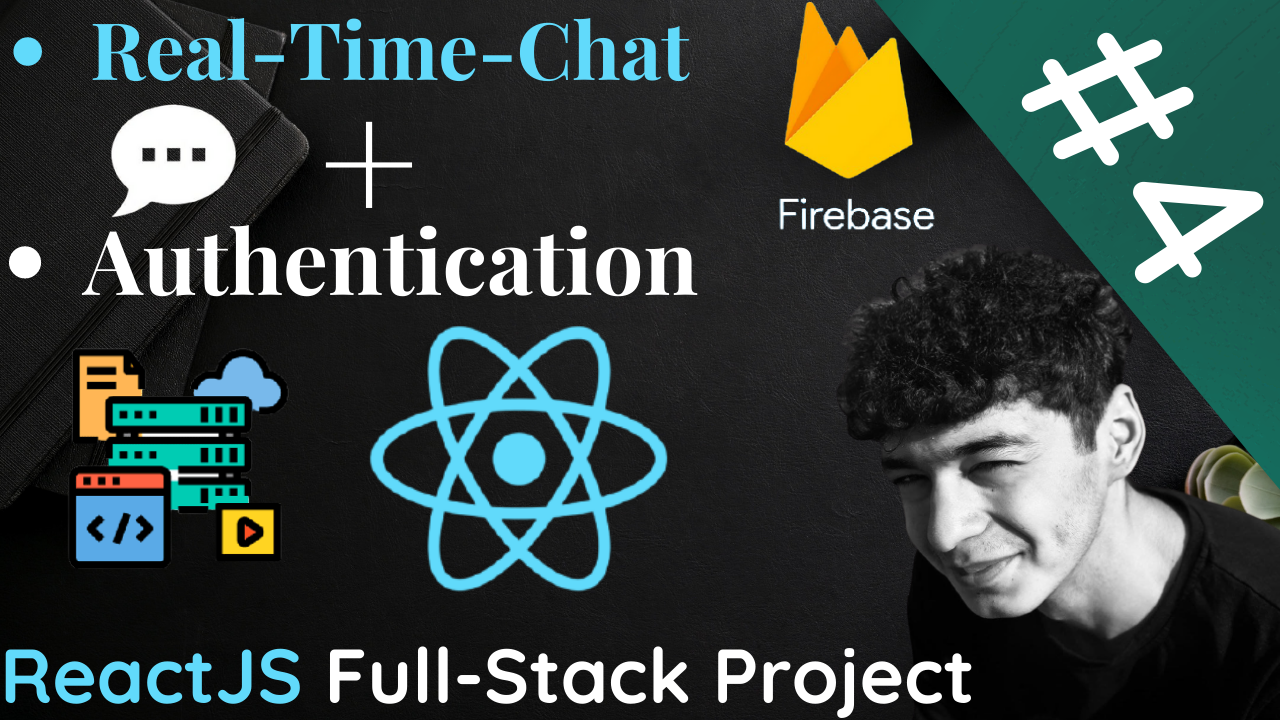 Real-Time-Chat
Authentication
Firebase
#4
</>
ReactJS Full-Stack Project